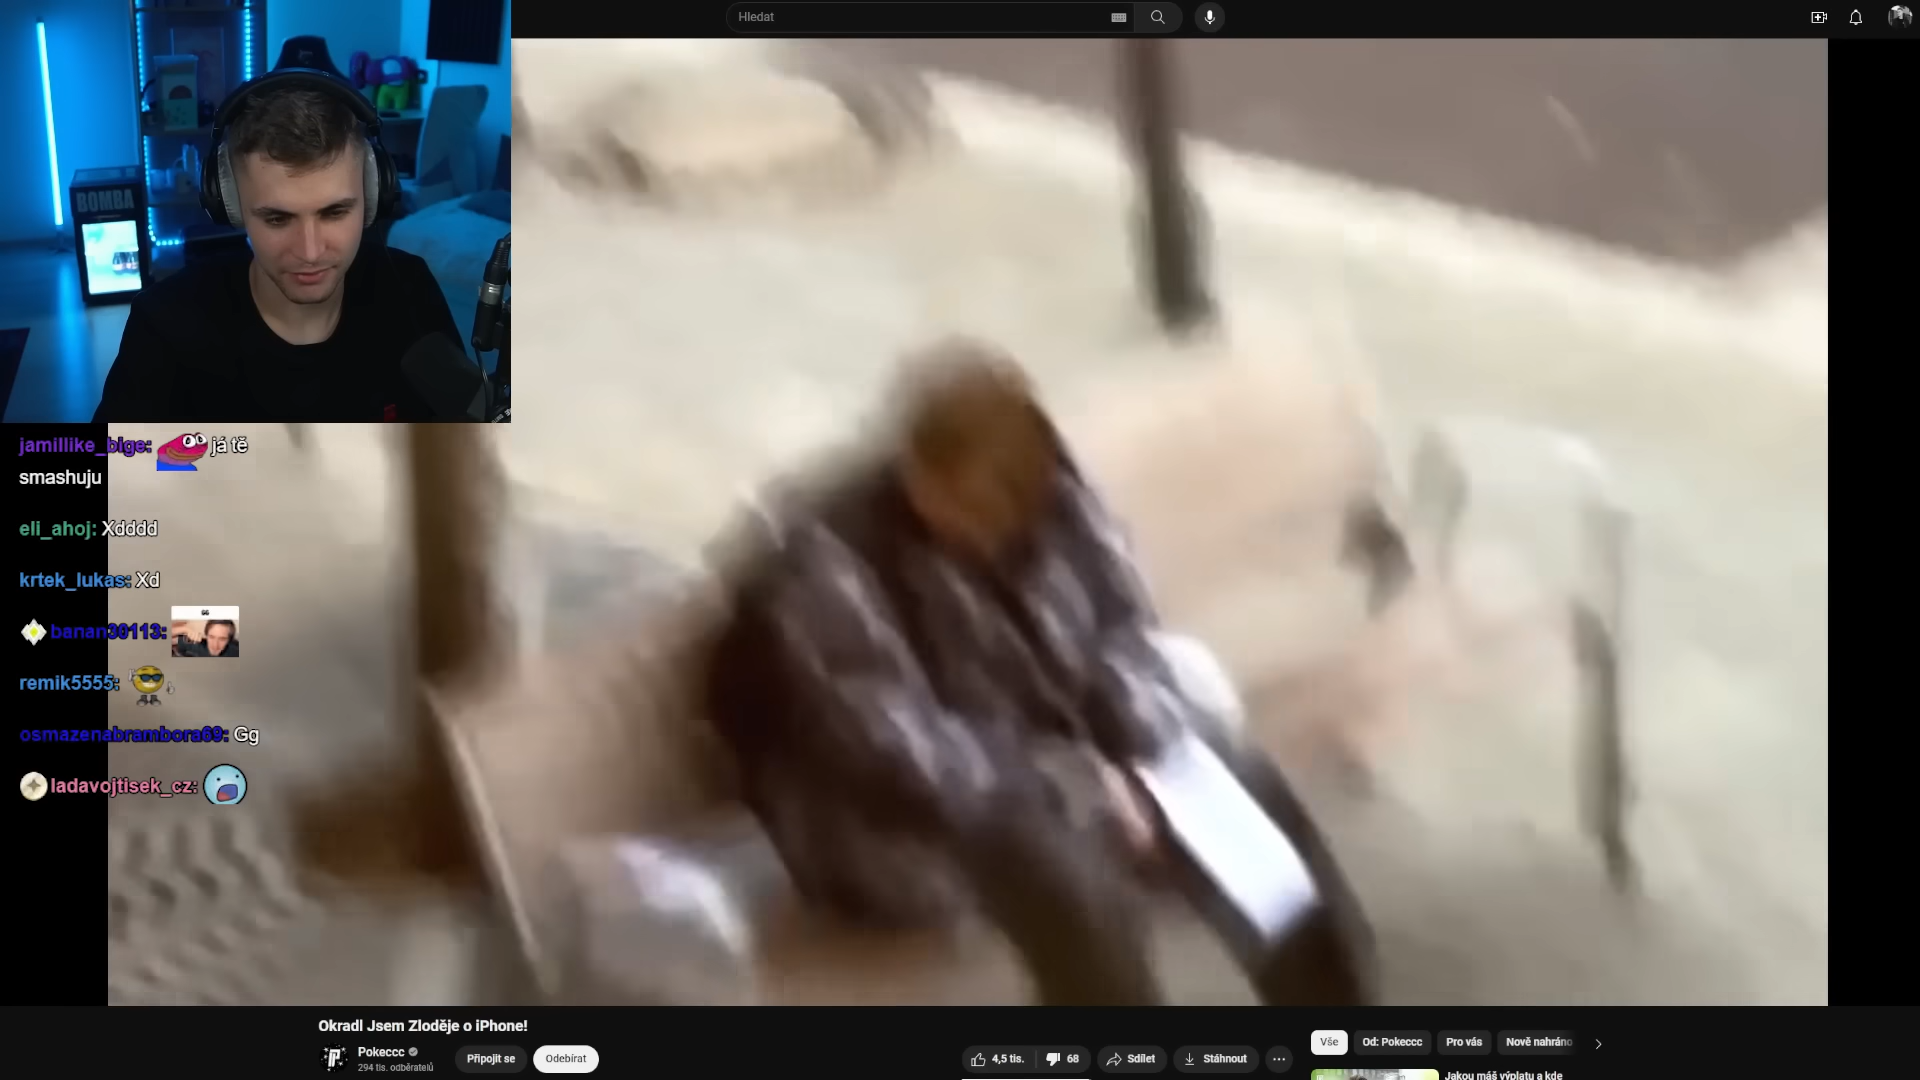 Hledat
BOMBA
jamillike_bige: já tě
smashuju
eli_ahoj: Xdddd
krtek_lukas: Xd
banan30113:
remik5555:
osmazenabrambora69: Gg
ladavojtisek_cz:
Okradl Jsem Zloděje o iPhone!
Pokeccc
294 tis. odběratelů
Připojit se
Odebírat
4,5 tis.
68
Sdílet
Stáhnout
Vše
Od: Pokeccc
Pro vás
Nově nahráno
Jakou máš výplatu a kde